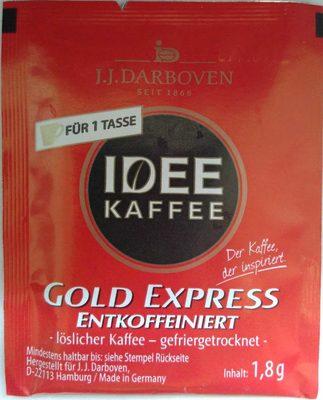 J.J.DARBOVEN
SEIT 1866
FÜR 1 TASSE
IDEE
KAFFEE
Der Kaffee,
der inspiriert.
GOLD EXPRESS
ENTKOFFEINIERT
- löslicher Kaffee – gefriergetrocknet -
Mindestens haltbar bis: siehe Stempel Rückseite
Hergestellt für J. J. Darboven,
D-22113 Hamburg / Made in Germany
Inhalt: 1,8g